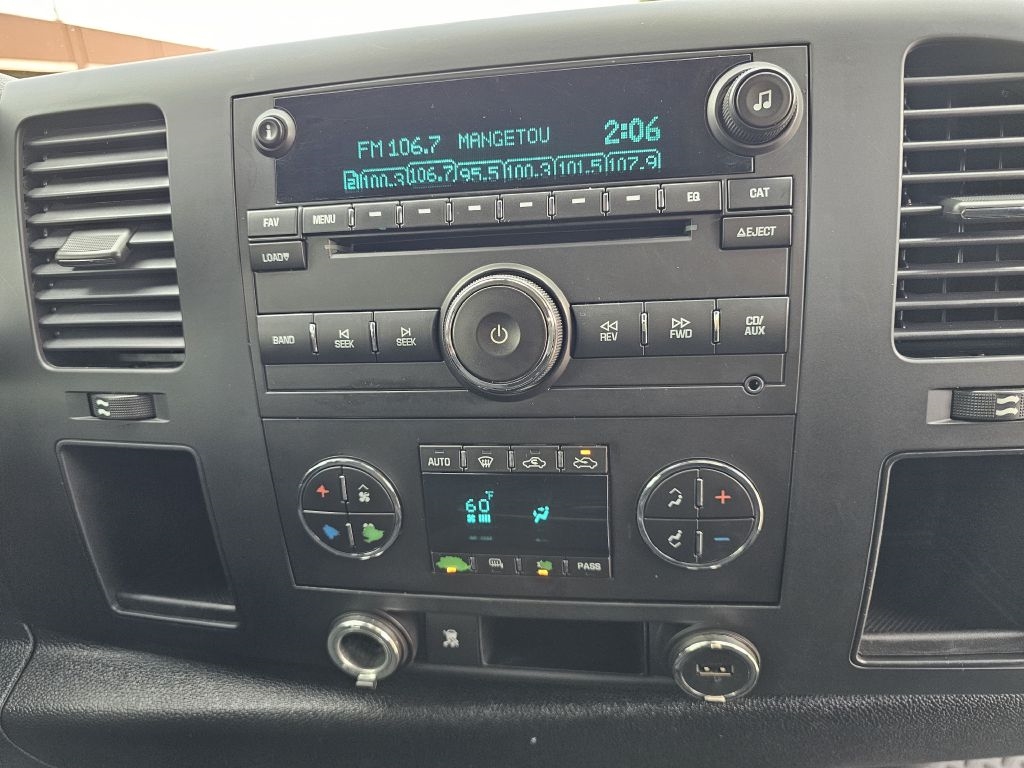 FM 106.7 MANGETOU 2:06
2 100.3 106.7 95.5 100.3 101.5 107.9
FAV MENU EQ CAT
LOAD EJECT
BAND SEEK SEEK REV FWD CD/AUX
AUTO
60°F
PASS